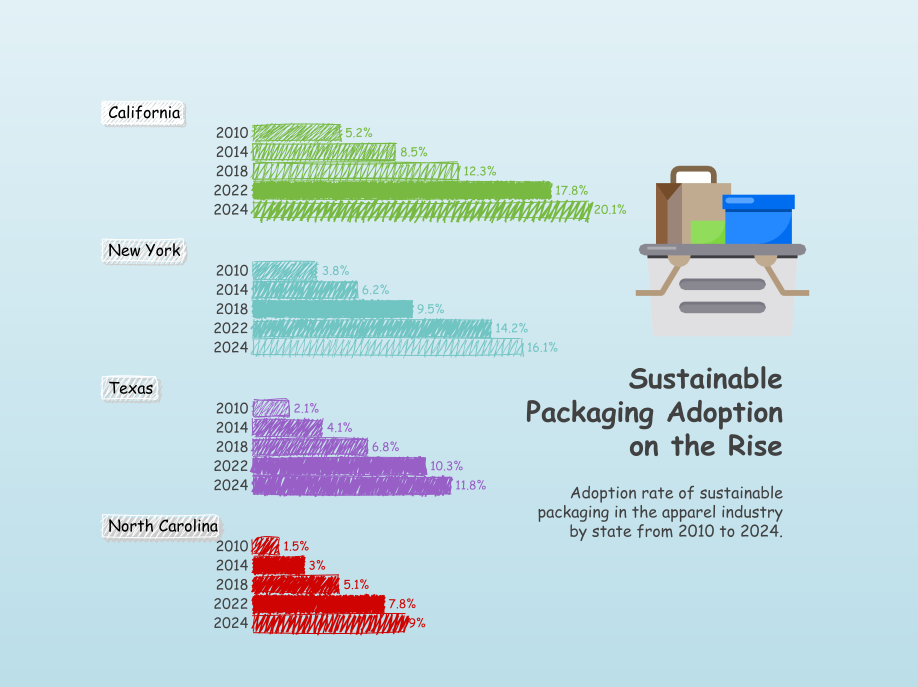 California
2010 5.2%
2014 8.5%
2018 12.3%
2022 17.8%
2024 20.1%
New York
2010 3.8%
2014 6.2%
2018 9.5%
2022 14.2%
2024 16.1%
Texas
2010 2.1%
2014 4.1%
2018 6.8%
2022 10.3%
2024 11.8%
North Carolina
2010 1.5%
2014 3%
2018 5.1%
2022 7.8%
2024 9%
Sustainable
Packaging Adoption
on the Rise
Adoption rate of sustainable
packaging in the apparel industry
by state from 2010 to 2024.